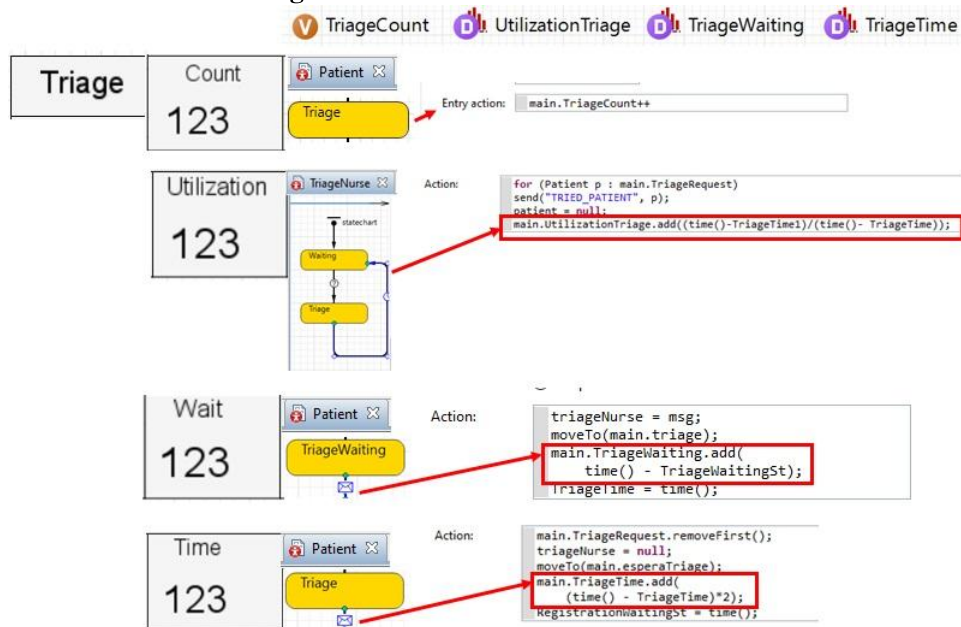 TriageCount UtilizationTriage TriageWaiting TriageTime
Triage
Count
123
Patient
Triage
Entry action: main.TriageCount++
Utilization
123
TriageNurse
statechart
Waiting
Triage
Action:
for (Patient p : main.TriageRequest)
send("TRIED_PATIENT", p);
patient = null;
main.UtilizationTriage.add((time()-TriageTime1)/(time()- TriageTime));
Wait
123
Patient
TriageWaiting
Action:
triageNurse = msg;
moveTo(main.triage);
main.TriageWaiting.add(
time() - TriageWaitingSt);
TriageTime = time();
Time
123
Patient
Triage
Action:
main.TriageRequest.removeFirst();
triageNurse = null;
moveTo(main.esperaTriage);
main.TriageTime.add(
(time() - TriageTime)*2);
RegistrationWaitingSt = time();